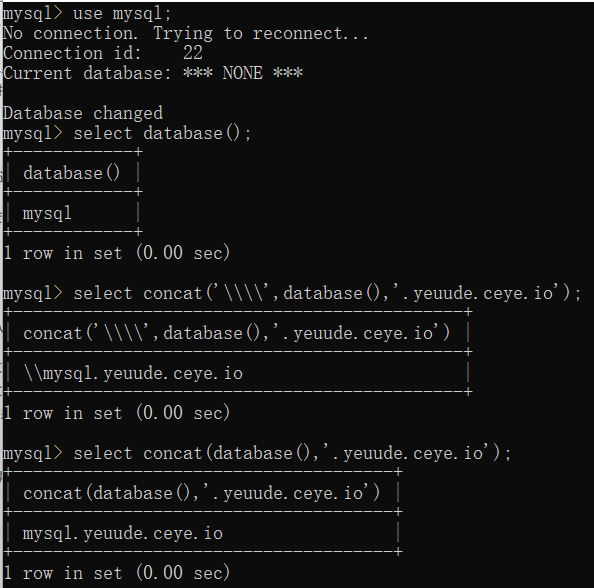 mysql> use mysql;
No connection. Trying to reconnect...
Connection id:    22
Current database: *** NONE ***
Database changed
mysql> select database();
+------------+
| database() |
+------------+
| mysql      |
+------------+
1 row in set (0.00 sec)
mysql> select concat('\\\\',database(),'.yeuude.ceye.io');
+---------------------------------------------+
| concat('\\\\',database(),'.yeuude.ceye.io') |
+---------------------------------------------+
| \\mysql.yeuude.ceye.io                      |
+---------------------------------------------+
1 row in set (0.00 sec)
mysql> select concat(database(),'.yeuude.ceye.io');
+--------------------------------------+
| concat(database(),'.yeuude.ceye.io') |
+--------------------------------------+
| mysql.yeuude.ceye.io                 |
+--------------------------------------+
1 row in set (0.00 sec)